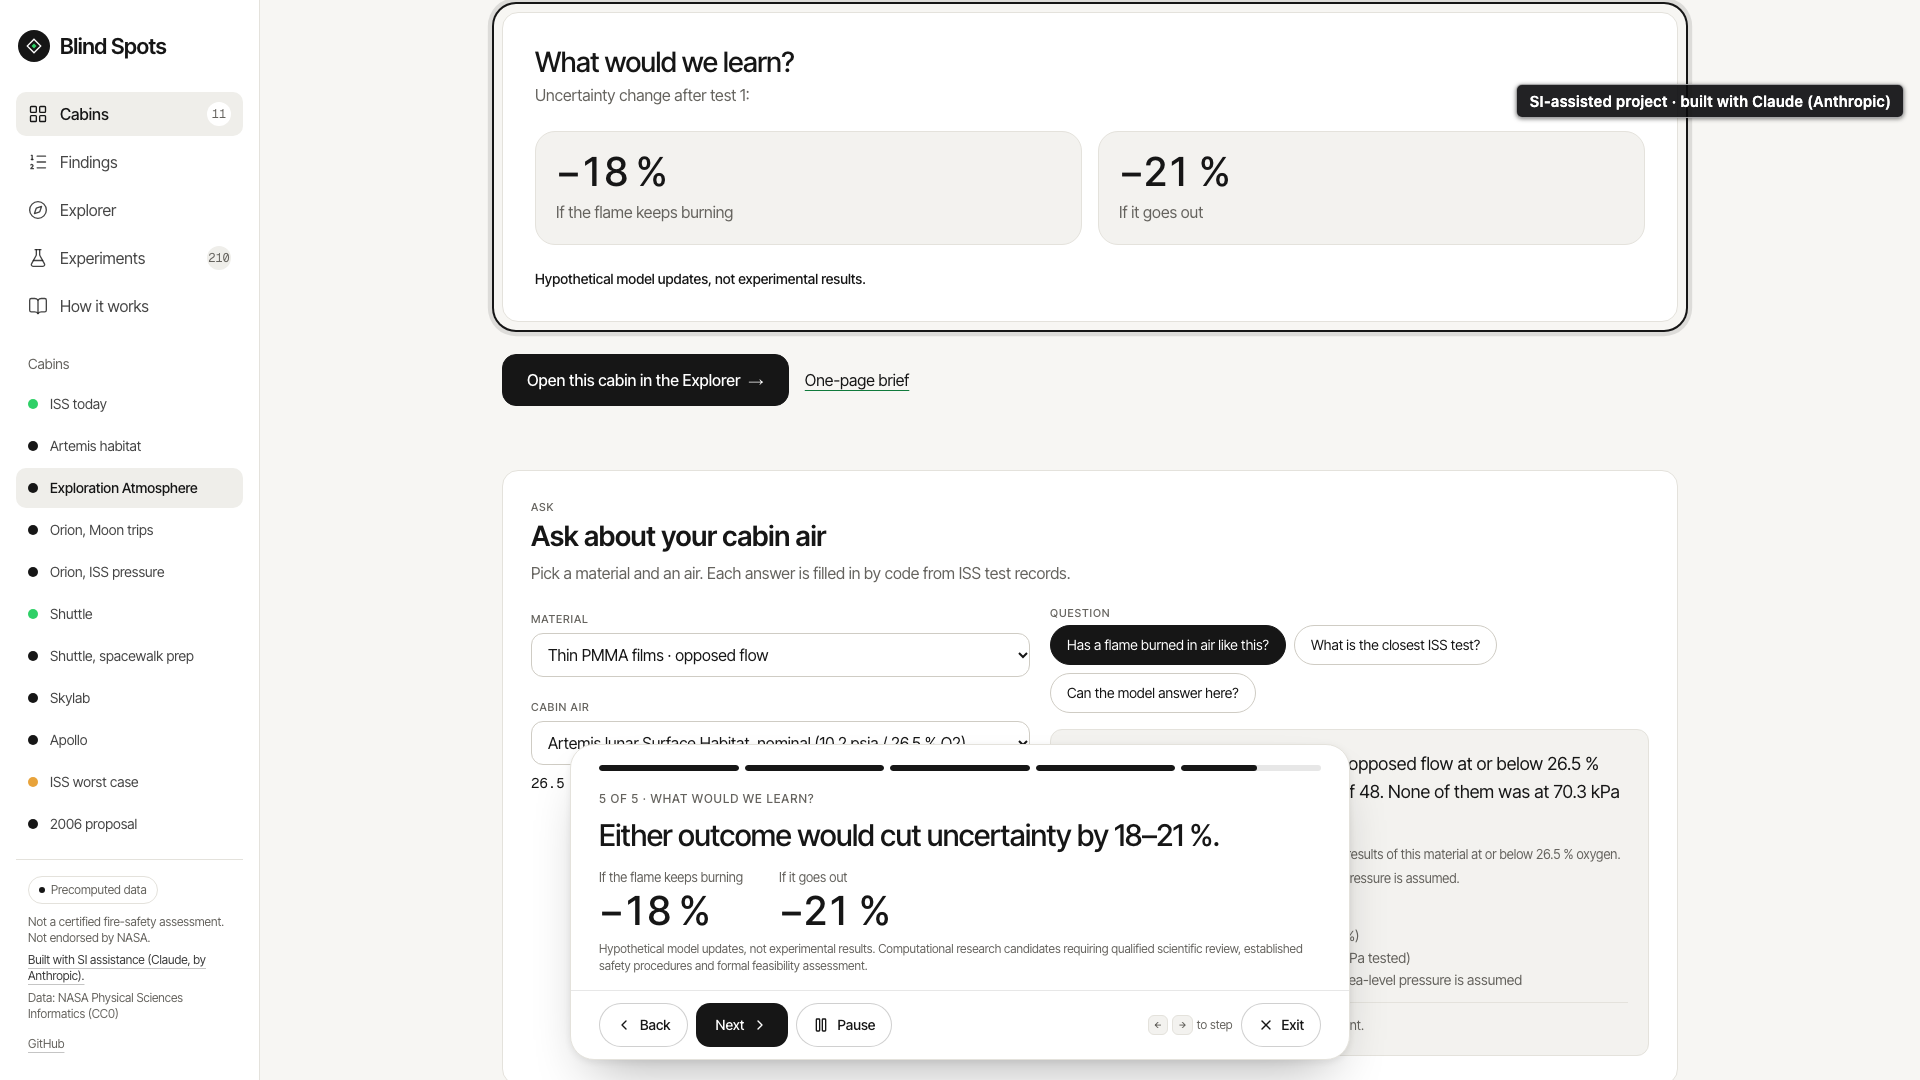 Blind Spots
Cabins 11
Findings
Explorer
Experiments 210
How it works
Cabins
ISS today
Artemis habitat
Exploration Atmosphere
Orion, Moon trips
Orion, ISS pressure
Shuttle
Shuttle, spacewalk prep
Skylab
Apollo
ISS worst case
2006 proposal
Precomputed data
Not a certified fire-safety assessment.
Not endorsed by NASA.
Built with SI assistance (Claude, by
Anthropic).
Data: NASA Physical Sciences
Informatics (CC0)
GitHub
What would we learn?
Uncertainty change after test 1:
SI-assisted project · built with Claude (Anthropic)
−18 %
If the flame keeps burning
−21 %
If it goes out
Hypothetical model updates, not experimental results.
Open this cabin in the Explorer →
One-page brief
ASK
Ask about your cabin air
Pick a material and an air. Each answer is filled in by code from ISS test records.
MATERIAL
Thin PMMA films · opposed flow
CABIN AIR
Artemis lunar Surface Habitat, nominal (10.2 psia / 26.5 % O2)
26.5
QUESTION
Has a flame burned in air like this?
What is the closest ISS test?
Can the model answer here?
opposed flow at or below 26.5 %
f 48. None of them was at 70.3 kPa
results of this material at or below 26.5 % oxygen.
ressure is assumed.
%)
Pa tested)
ea-level pressure is assumed
nt.
5 OF 5 · WHAT WOULD WE LEARN?
Either outcome would cut uncertainty by 18–21 %.
If the flame keeps burning
−18 %
If it goes out
−21 %
Hypothetical model updates, not experimental results. Computational research candidates requiring qualified scientific review, established
safety procedures and formal feasibility assessment.
Back
Next
Pause
← → to step
Exit